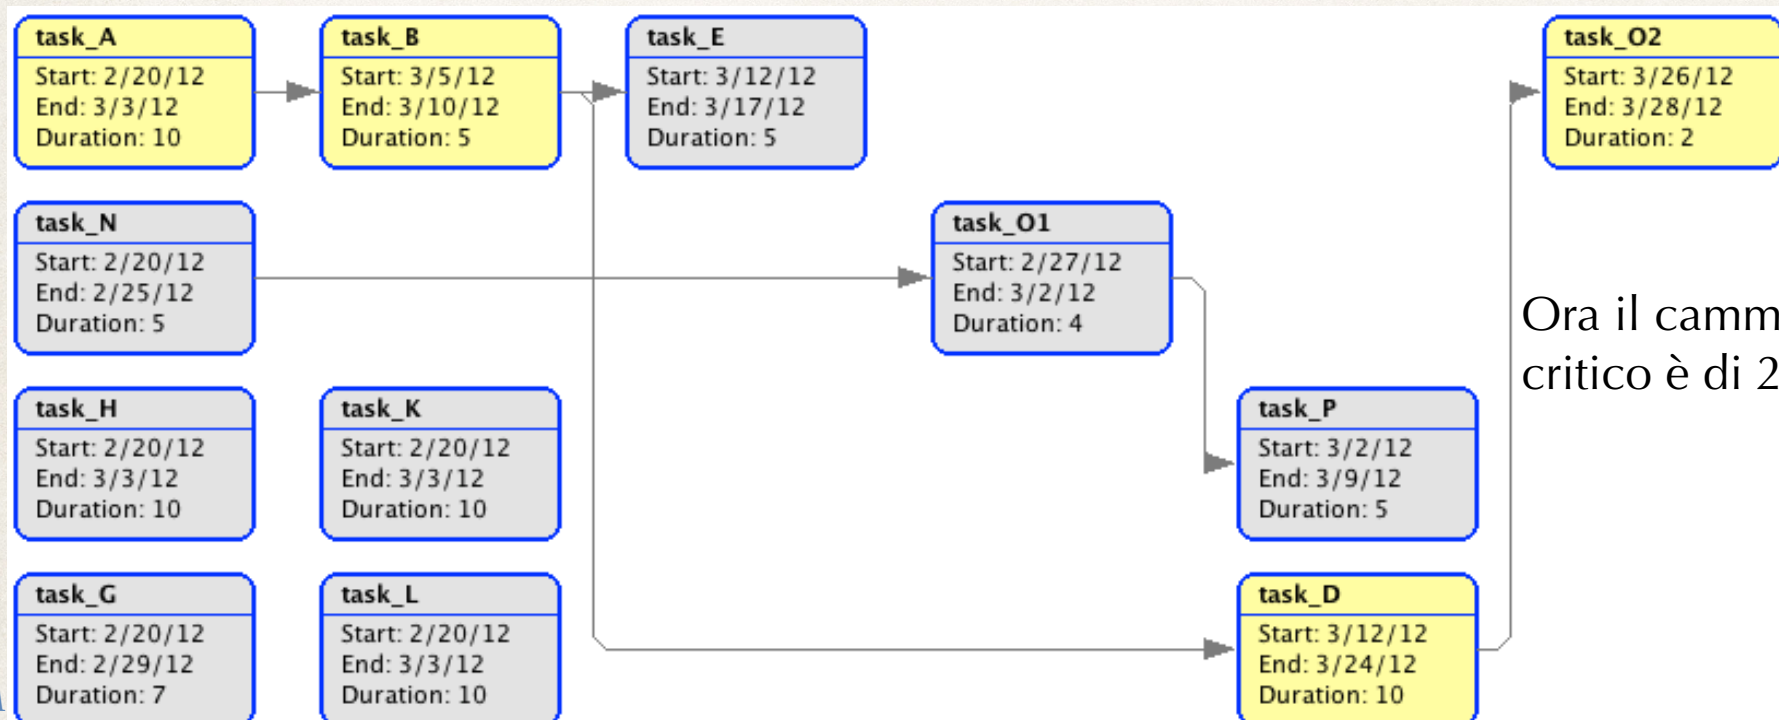 task_A
Start: 2/20/12
End: 3/3/12
Duration: 10
task_B
Start: 3/5/12
End: 3/10/12
Duration: 5
task_E
Start: 3/12/12
End: 3/17/12
Duration: 5
task_O2
Start: 3/26/12
End: 3/28/12
Duration: 2
task_N
Start: 2/20/12
End: 2/25/12
Duration: 5
task_O1
Start: 2/27/12
End: 3/2/12
Duration: 4
Ora il camm
critico è di 2
task_H
Start: 2/20/12
End: 3/3/12
Duration: 10
task_K
Start: 2/20/12
End: 3/3/12
Duration: 10
task_P
Start: 3/2/12
End: 3/9/12
Duration: 5
task_G
Start: 2/20/12
End: 2/29/12
Duration: 7
task_L
Start: 2/20/12
End: 3/3/12
Duration: 10
task_D
Start: 3/12/12
End: 3/24/12
Duration: 10